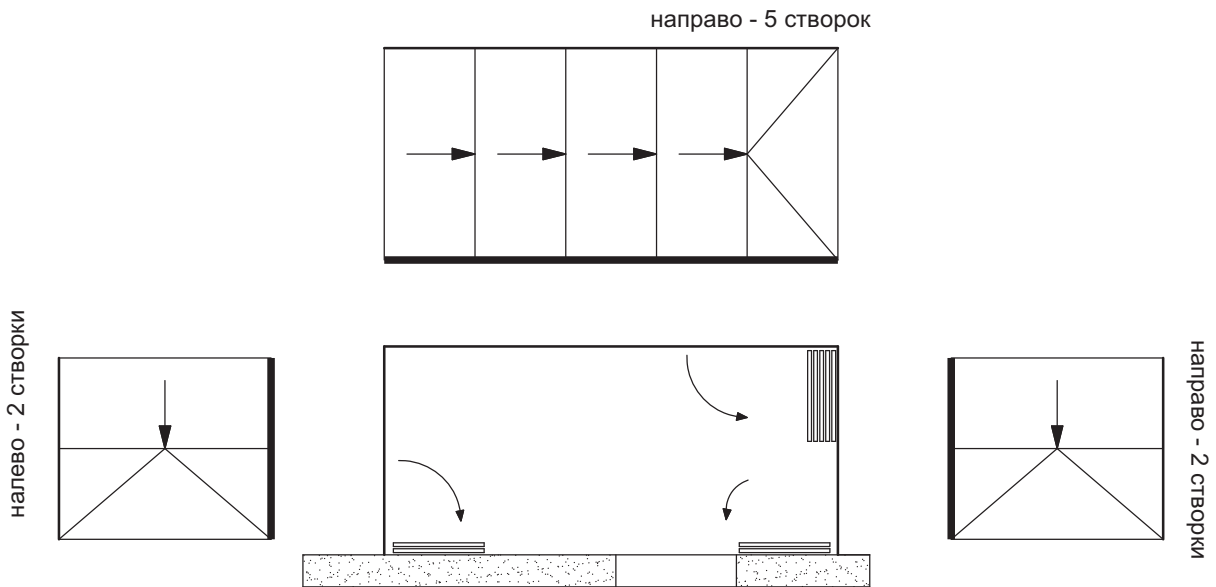 направо - 5 створок
налево - 2 створки
направо - 2 створки